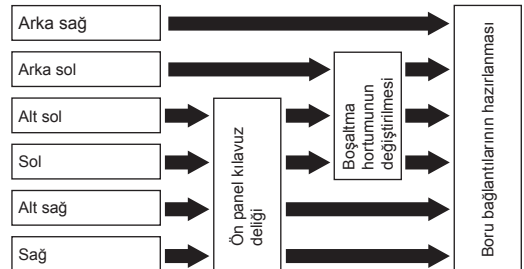 Arka sağ
Arka sol
Alt sol
Sol
Alt sağ
Sağ
Ön panel kılavuz
deliği
Boşaltma
hortumunun
değiştirilmesi
Boru bağlantılarının hazırlanması